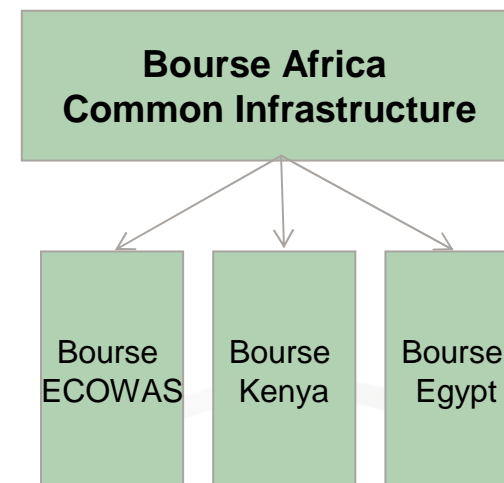 Bourse Africa
Common Infrastructure
Bourse
ECOWAS
Bourse
Kenya
Bourse
Egypt